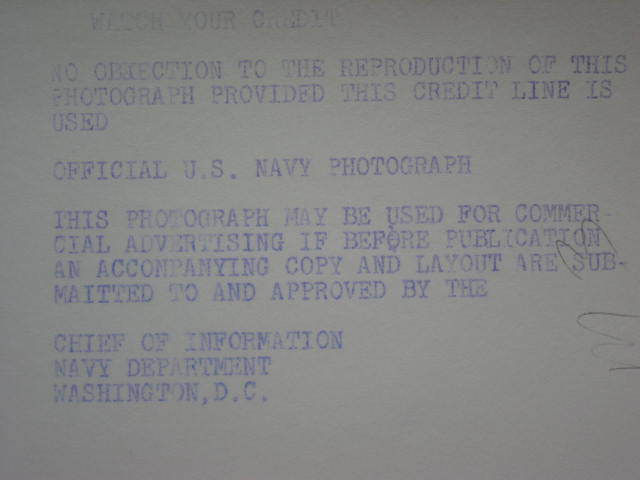 WATCH YOUR CREDIT
NO OBJECTION TO THE REPRODUCTION OF THIS
PHOTOGRAPH PROVIDED THIS CREDIT LINE IS
USED
OFFICIAL U.S. NAVY PHOTOGRAPH
THIS PHOTOGRAPH MAY BE USED FOR COMMER-
CIAL ADVERTISING IF BEFORE PUBLICATION
AN ACCOMPANYING COPY AND LAYOUT ARE SUB-
MAITTED TO AND APPROVED BY THE
CHIEF OF INFORMATION
NAVY DEPARTMENT
WASHINGTON,D.C.